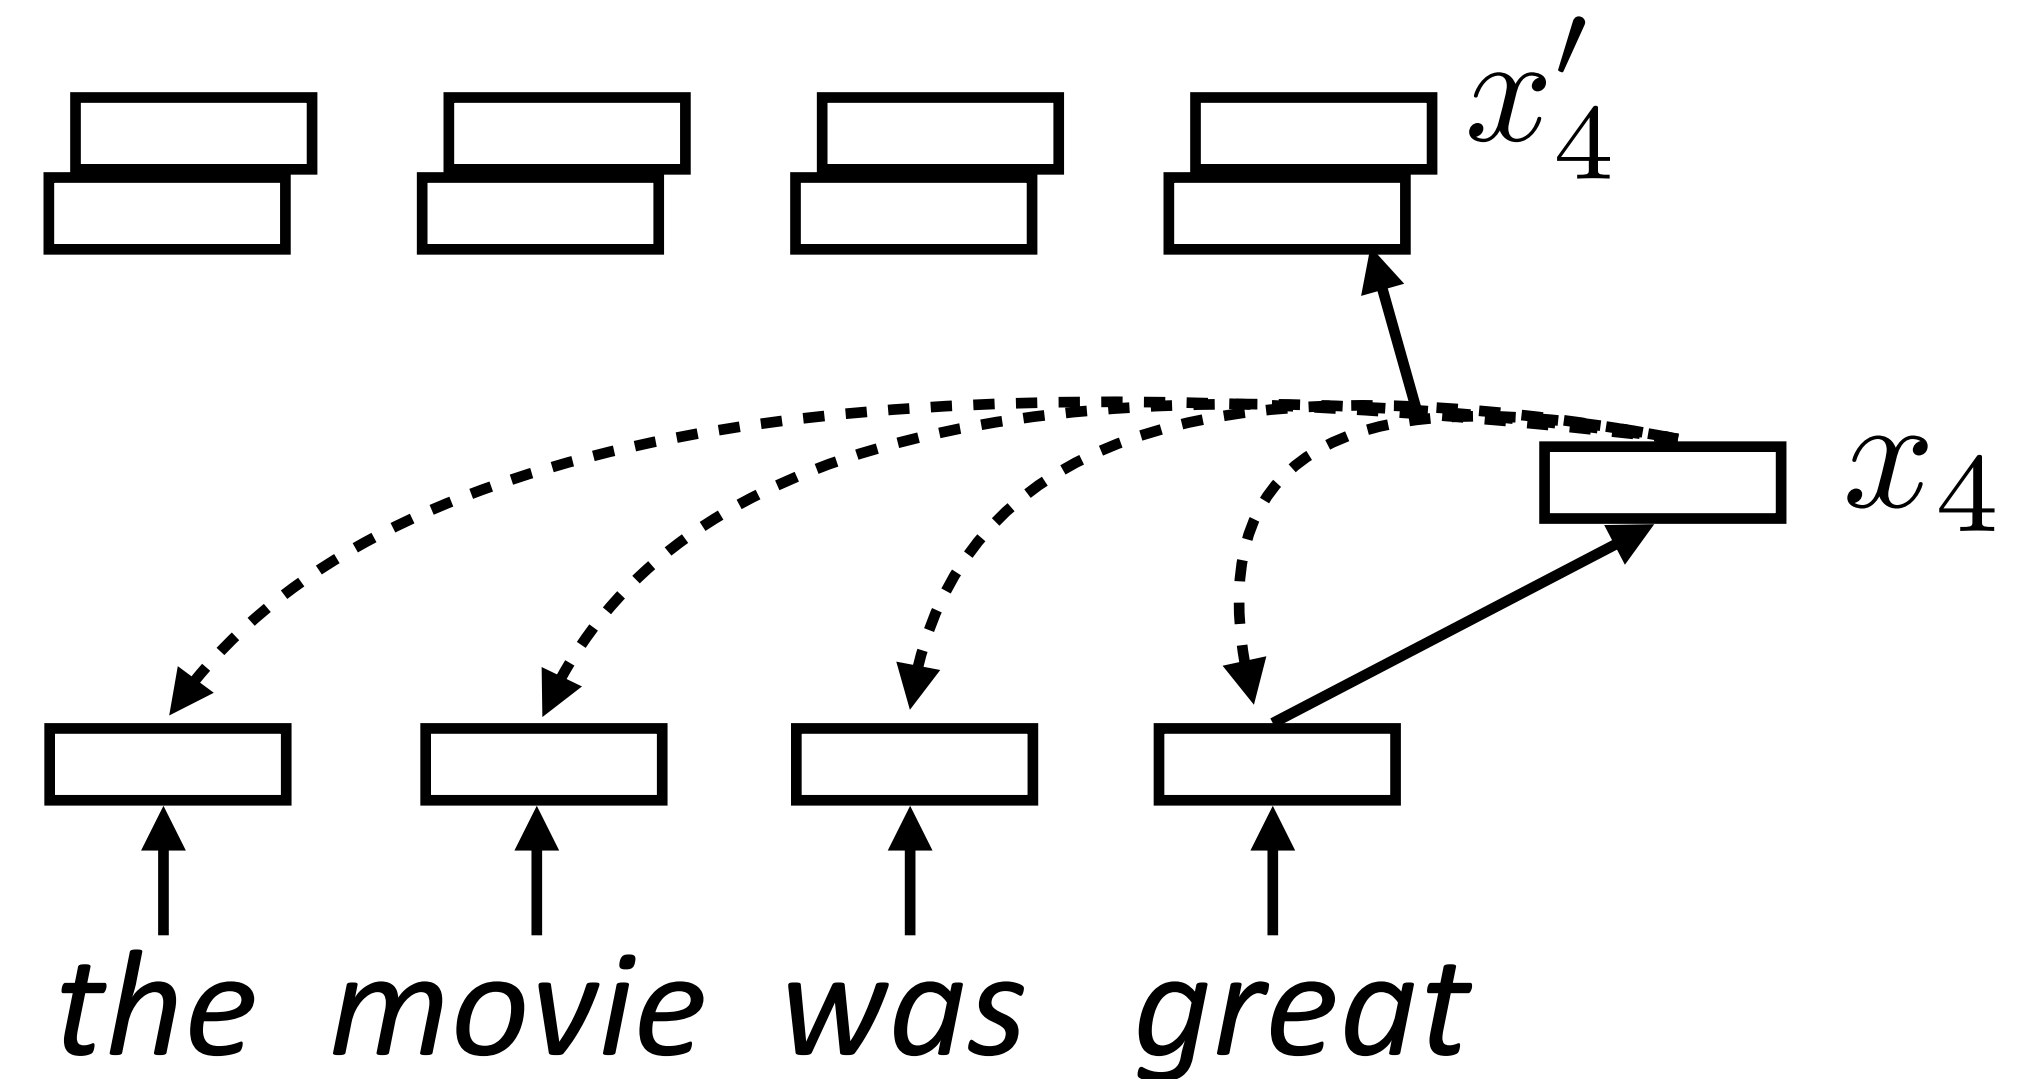 x′₄
x₄
the movie was great